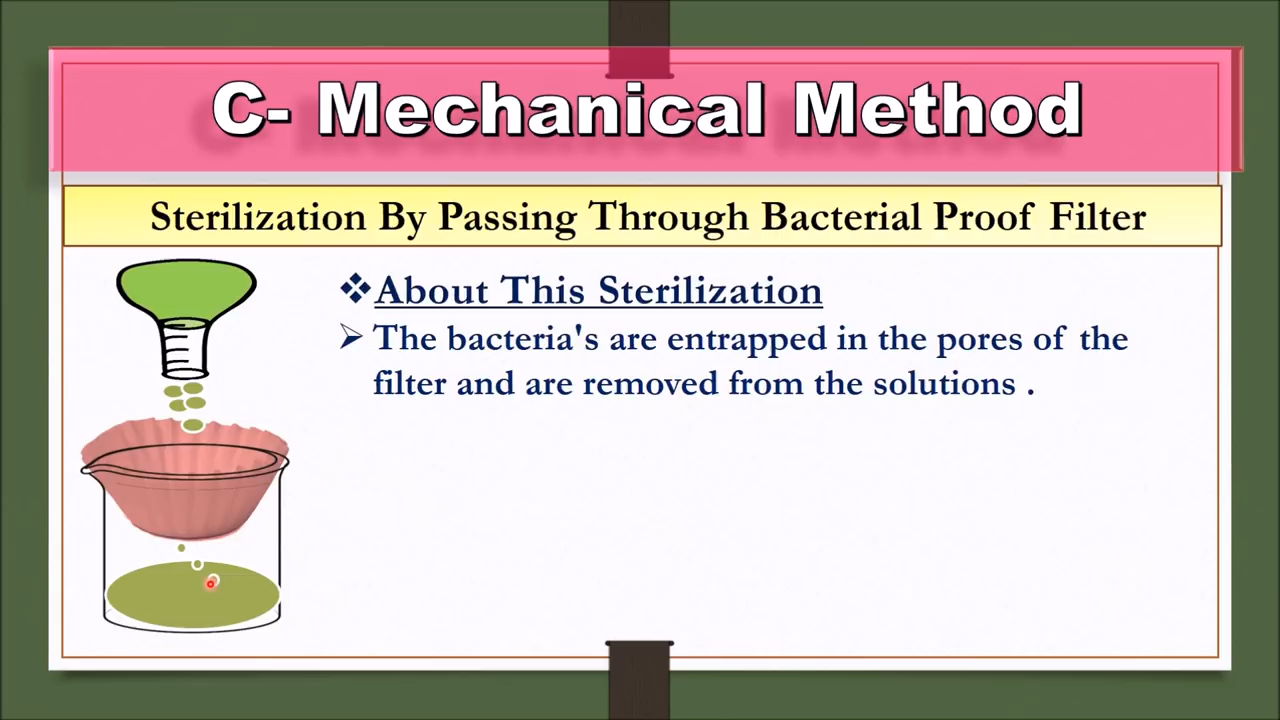 C- Mechanical Method
Sterilization By Passing Through Bacterial Proof Filter
❖About This Sterilization
➢ The bacteria's are entrapped in the pores of the
filter and are removed from the solutions .